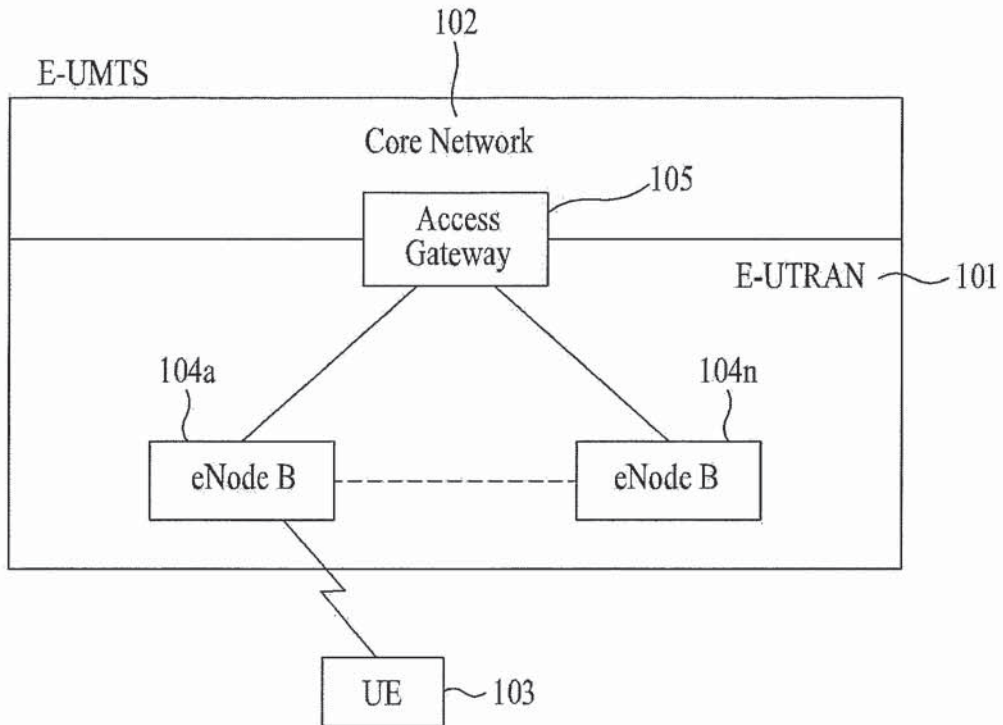 102
E-UMTS
Core Network
105
Access
Gateway
E-UTRAN
101
104a
104n
eNode B
eNode B
UE
103